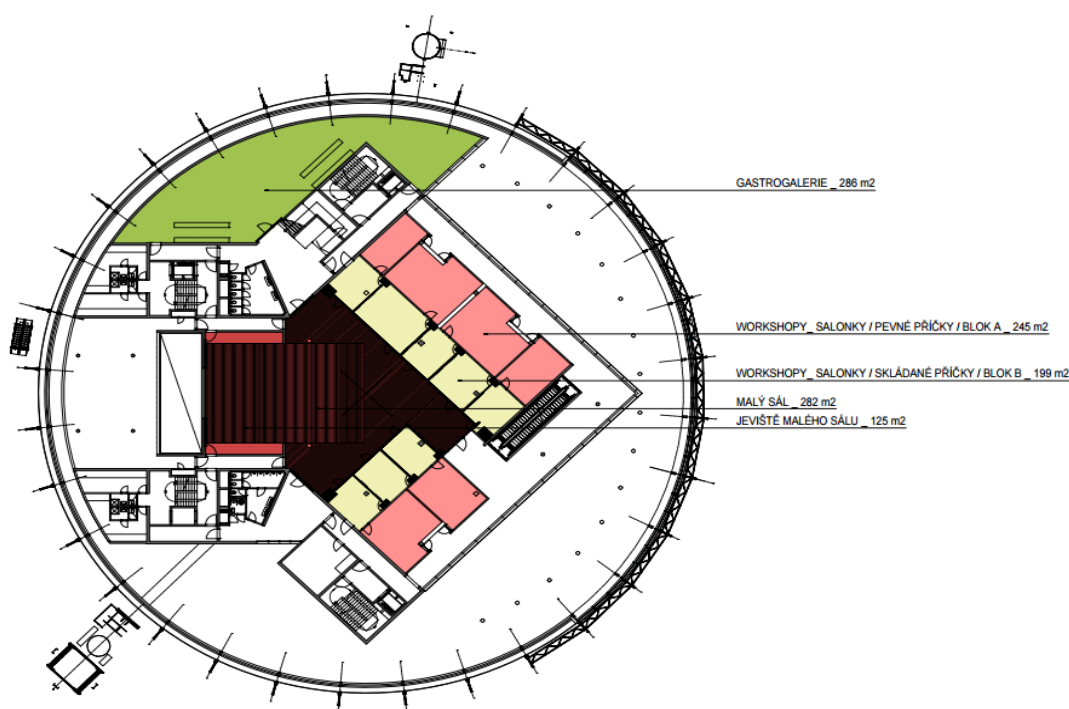 GASTROGALERIE _ 286 m2
WORKSHOPY_ SALONKY / PEVNÉ PŘÍČKY / BLOK A _ 245 m2
WORKSHOPY_ SALONKY / SKLÁDANÉ PŘÍČKY / BLOK B _ 199 m2
MALÝ SÁL _ 282 m2
JEVIŠTĚ MALÉHO SÁLU _ 125 m2